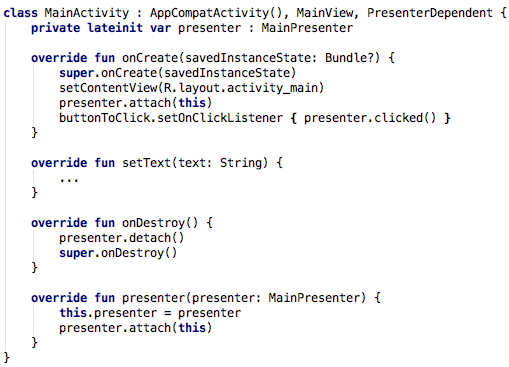 class MainActivity : AppCompatActivity(), MainView, PresenterDependent {
    private lateinit var presenter : MainPresenter

    override fun onCreate(savedInstanceState: Bundle?) {
        super.onCreate(savedInstanceState)
        setContentView(R.layout.activity_main)
        presenter.attach(this)
        buttonToClick.setOnClickListener { presenter.clicked() }
    }

    override fun setText(text: String) {
        ...
    }

    override fun onDestroy() {
        presenter.detach()
        super.onDestroy()
    }

    override fun presenter(presenter: MainPresenter) {
        this.presenter = presenter
        presenter.attach(this)
    }
}